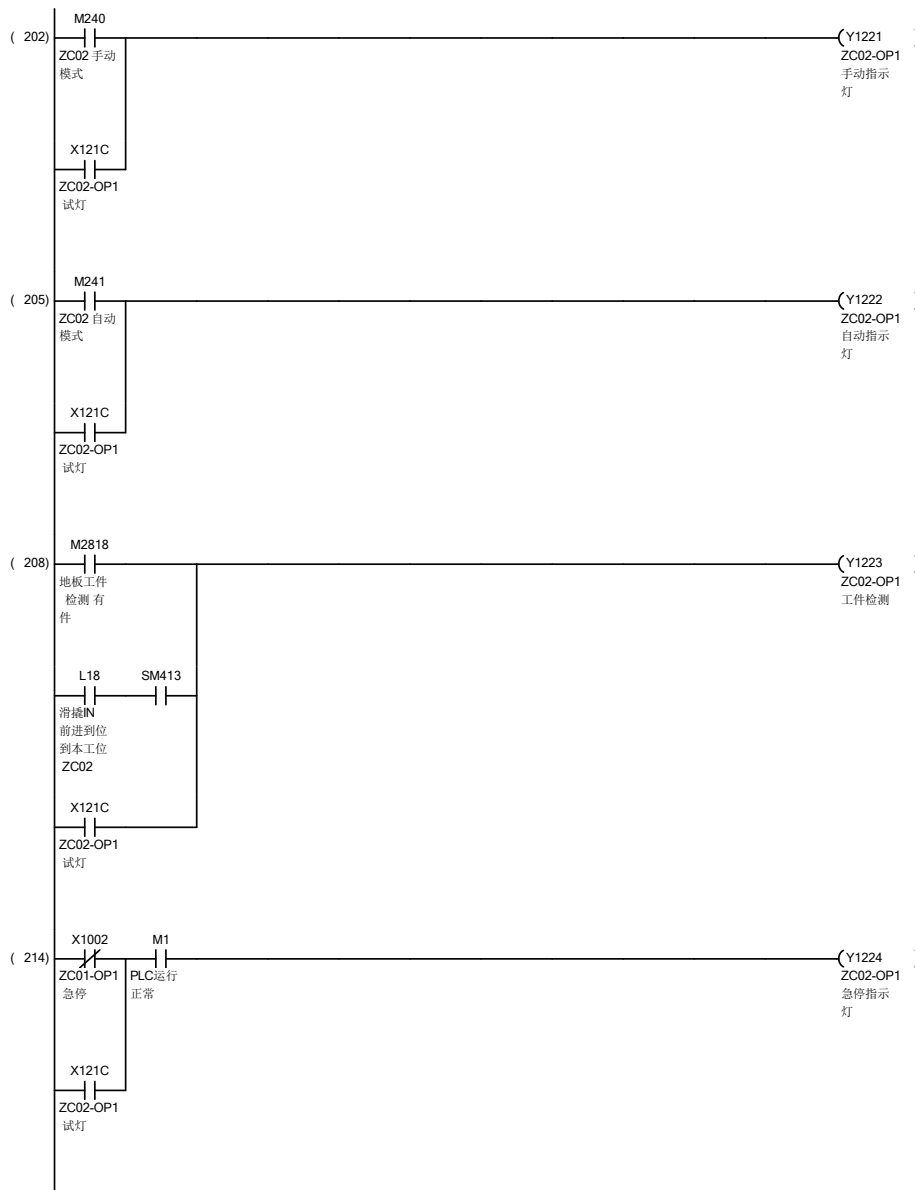 M240
( 202)
Y1221
ZC02 手动
模式
ZC02-OP1
手动指示
灯
X121C
ZC02-OP1
试灯
M241
( 205)
Y1222
ZC02 自动
模式
ZC02-OP1
自动指示
灯
X121C
ZC02-OP1
试灯
M2818
( 208)
Y1223
地板工件
检测 有
件
ZC02-OP1
工件检测
L18
SM413
滑撬IN
前进到位
到本工位
ZC02
X121C
ZC02-OP1
试灯
X1002
M1
( 214)
Y1224
ZC01-OP1
急停
PLC运行
正常
ZC02-OP1
急停指示
灯
X121C
ZC02-OP1
试灯